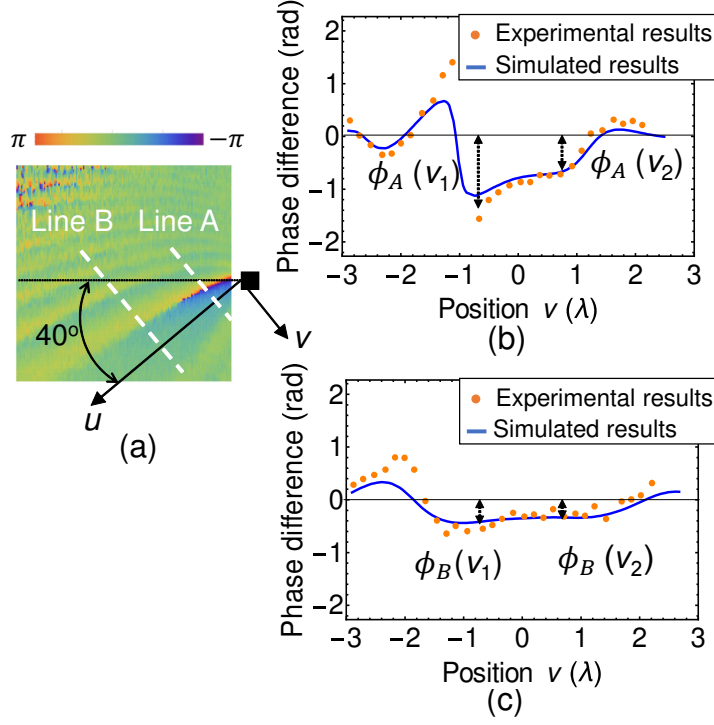 π −π
Line B Line A
40º
u
v
(a)
Phase difference (rad)
2
1
0
−1
−2
Experimental results
Simulated results
ϕA (v1)
ϕA (v2)
−3 −2 −1 0 1 2 3
Position v (λ)
(b)
Phase difference (rad)
2
1
0
−1
−2
Experimental results
Simulated results
ϕB(v1)
ϕB (v2)
−3 −2 −1 0 1 2 3
Position v (λ)
(c)